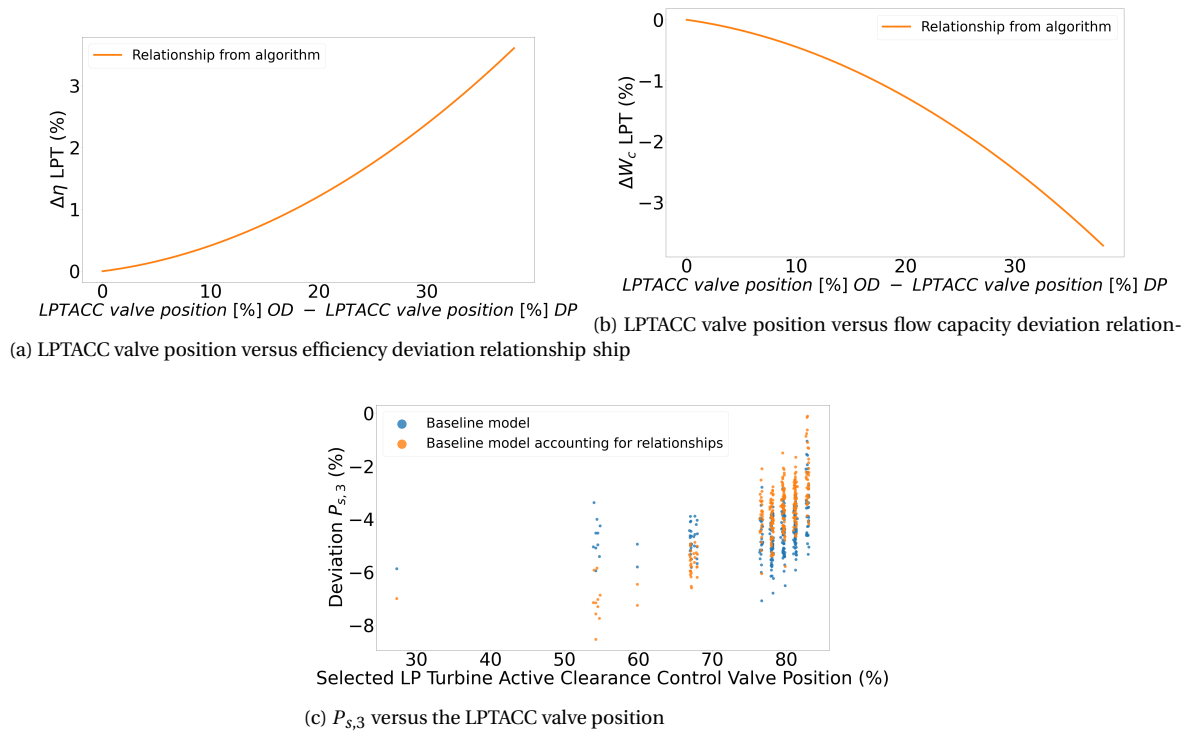 Relationship from algorithm
3
2
1
0
Δη LPT (%)
0 10 20 30
LPTACC valve position [%] OD − LPTACC valve position [%] DP
(a) LPTACC valve position versus efficiency deviation relationship
Relationship from algorithm
0
−1
−2
−3
ΔWc LPT (%)
0 10 20 30
LPTACC valve position [%] OD − LPTACC valve position [%] DP
(b) LPTACC valve position versus flow capacity deviation relation-
ship
Baseline model
Baseline model accounting for relationships
0
−2
−4
−6
−8
Deviation Ps, 3 (%)
30 40 50 60 70 80
Selected LP Turbine Active Clearance Control Valve Position (%)
(c) Ps,3 versus the LPTACC valve position